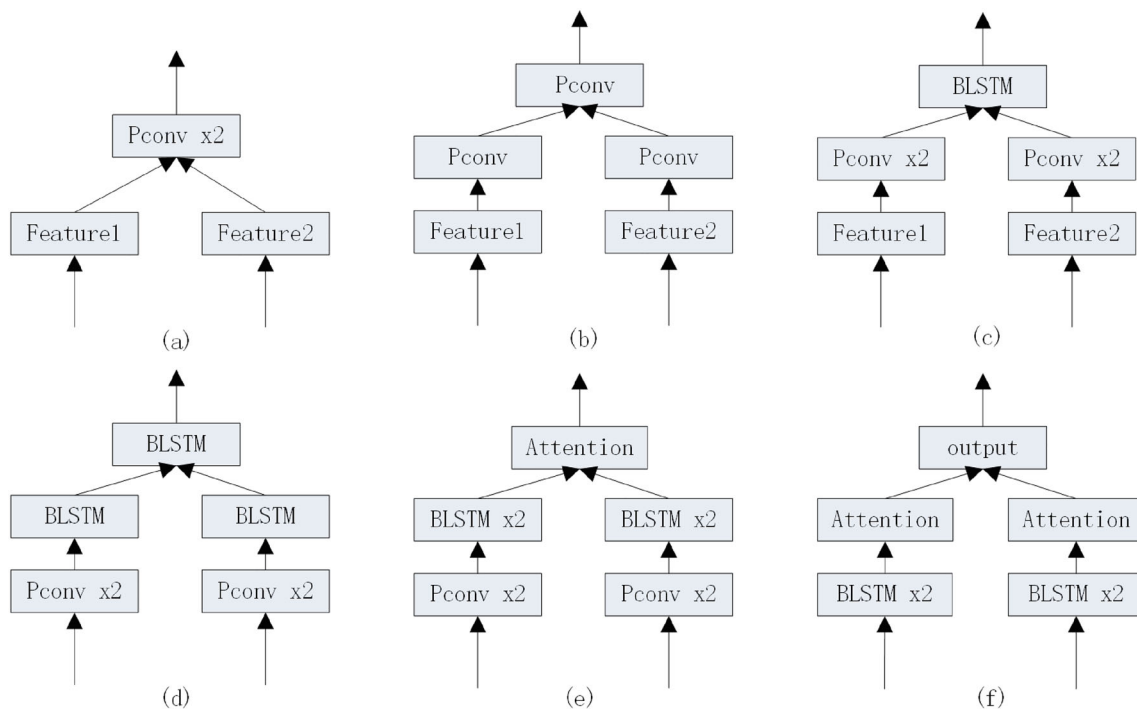 Pconv x2
Feature1
Feature2
(a)
Pconv
Pconv
Pconv
Feature1
Feature2
(b)
BLSTM
Pconv x2
Pconv x2
Feature1
Feature2
(c)
BLSTM
BLSTM
BLSTM
Pconv x2
Pconv x2
(d)
Attention
BLSTM x2
BLSTM x2
Pconv x2
Pconv x2
(e)
output
Attention
Attention
BLSTM x2
BLSTM x2
(f)